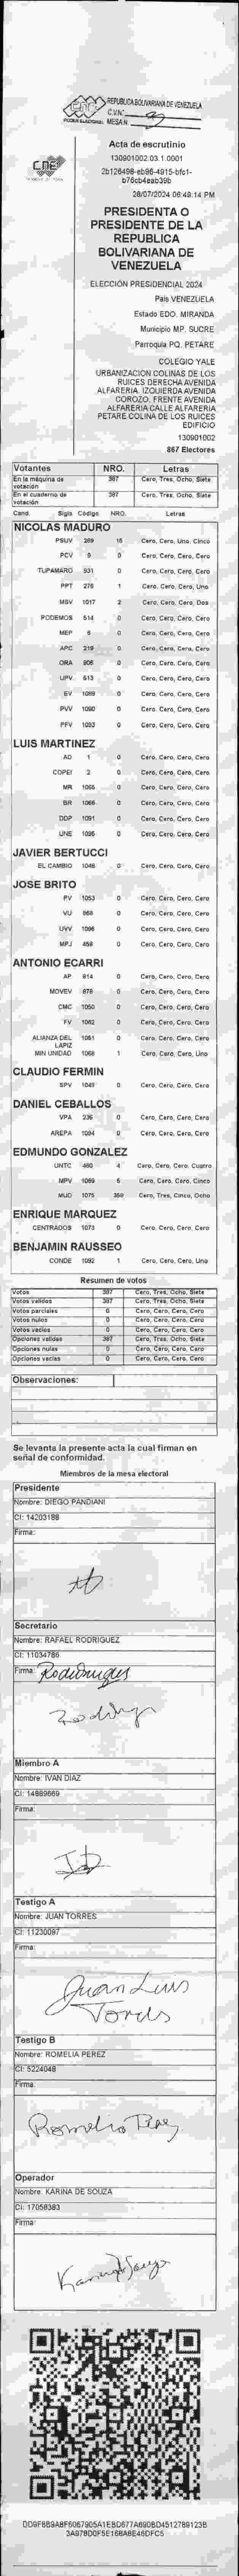 REPUBLICA BOLIVARIANA DE VENEZUELA
C.V.N°
PODER ELECTORAL MESA N
CNE
Acta de escrutinio
130901002.03.1.0001
2b126498-eb96-4915-bfc1-
b76cb4eab39b
28/07/2024 06:49:14 PM
PRESIDENTA O
PRESIDENTE DE LA
REPUBLICA
BOLIVARIANA DE
VENEZUELA
ELECCIÓN PRESIDENCIAL 2024
País VENEZUELA
Estado EDO. MIRANDA
Municipio MP. SUCRE
Parroquia PQ. PETARE
COLEGIO YALE
URBANIZACIÓN COLINAS DE LOS
RUICES DERECHA AVENIDA
ALFARERIA. IZQUIERDA AVENIDA
COROZO. FRENTE AVENIDA
ALFARERIA CALLE ALFARERIA
PETARE COLINA DE LOS RUICES
EDIFICIO
130901002
867 Electores
Votantes NRO. Letras
En la máquina de votación 387 Cero, Tres, Ocho, Siete
En el cuaderno de votación 387 Cero, Tres, Ocho, Siete
Cand. Sigla Código NRO. Letras
NICOLAS MADURO
PSUV 269 15 Cero, Cero, Uno, Cinco
PCV 9 0 Cero, Cero, Cero, Cero
TUPAMARO 931 0 Cero, Cero, Cero, Cero
PPT 276 1 Cero, Cero, Cero, Uno
MSV 1017 2 Cero, Cero, Cero, Dos
PODEMOS 514 0 Cero, Cero, Cero, Cero
MEP 6 0 Cero, Cero, Cero, Cero
APC 219 0 Cero, Cero, Cero, Cero
ORA 906 0 Cero, Cero, Cero, Cero
UPV 513 0 Cero, Cero, Cero, Cero
EV 1089 0 Cero, Cero, Cero, Cero
PVV 1090 0 Cero, Cero, Cero, Cero
PFV 1093 0 Cero, Cero, Cero, Cero
LUIS MARTINEZ
AD 1 0 Cero, Cero, Cero, Cero
COPEI 2 0 Cero, Cero, Cero, Cero
MR 1065 0 Cero, Cero, Cero, Cero
BR 1066 0 Cero, Cero, Cero, Cero
DDP 1091 0 Cero, Cero, Cero, Cero
UNE 1095 0 Cero, Cero, Cero, Cero
JAVIER BERTUCCI
EL CAMBIO 1046 0 Cero, Cero, Cero, Cero
JOSE BRITO
PV 1053 0 Cero, Cero, Cero, Cero
VU 868 0 Cero, Cero, Cero, Cero
UVV 1096 0 Cero, Cero, Cero, Cero
MPJ 458 0 Cero, Cero, Cero, Cero
ANTONIO ECARRI
AP 814 0 Cero, Cero, Cero, Cero
MOVEV 878 0 Cero, Cero, Cero, Cero
CMC 1050 0 Cero, Cero, Cero, Cero
FV 1062 0 Cero, Cero, Cero, Cero
ALIANZA DEL LAPIZ 1061 0 Cero, Cero, Cero, Cero
MIN UNIDAD 1068 1 Cero, Cero, Cero, Uno
CLAUDIO FERMIN
SPV 1049 0 Cero, Cero, Cero, Cero
DANIEL CEBALLOS
VPA 236 0 Cero, Cero, Cero, Cero
AREPA 1094 0 Cero, Cero, Cero, Cero
EDMUNDO GONZALEZ
UNTC 480 4 Cero, Cero, Cero, Cuatro
MPV 1069 5 Cero, Cero, Cero, Cinco
MUD 1075 358 Cero, Tres, Cinco, Ocho
ENRIQUE MARQUEZ
CENTRADOS 1073 0 Cero, Cero, Cero, Cero
BENJAMIN RAUSSEO
CONDE 1092 1 Cero, Cero, Cero, Uno
Resumen de votos
Votos 387 Cero, Tres, Ocho, Siete
Votos válidos 387 Cero, Tres, Ocho, Siete
Votos parciales 0 Cero, Cero, Cero, Cero
Votos nulos 0 Cero, Cero, Cero, Cero
Votos vacíos 0 Cero, Cero, Cero, Cero
Opciones válidas 387 Cero, Tres, Ocho, Siete
Opciones nulas 0 Cero, Cero, Cero, Cero
Opciones vacías 0 Cero, Cero, Cero, Cero
Observaciones:
Se levanta la presente acta la cual firman en
señal de conformidad.
Miembros de la mesa electoral
Presidente
Nombre: DIEGO PANDIANI
CI: 14203188
Firma:
Secretario
Nombre: RAFAEL RODRIGUEZ
CI: 11034786
Firma: Rodriguez
Miembro A
Nombre: IVAN DIAZ
CI: 14889669
Firma:
Testigo A
Nombre: JUAN TORRES
CI: 11230097
Firma:
Juan Luis
Torres
Testigo B
Nombre: ROMELIA PEREZ
CI: 5224048
Firma:
Romelia Perez
Operador
Nombre: KARINA DE SOUZA
CI: 17058383
Firma: